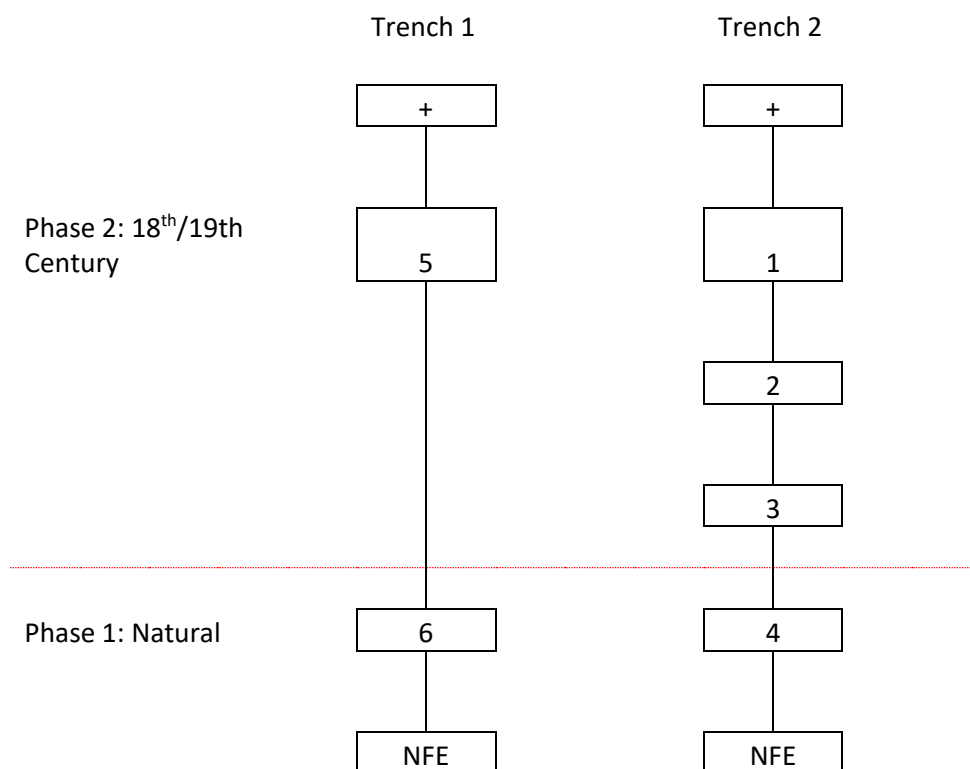 Trench 1 Trench 2
+ +
Phase 2: 18th/19th
Century
5 1
2
3
Phase 1: Natural 6 4
NFE NFE